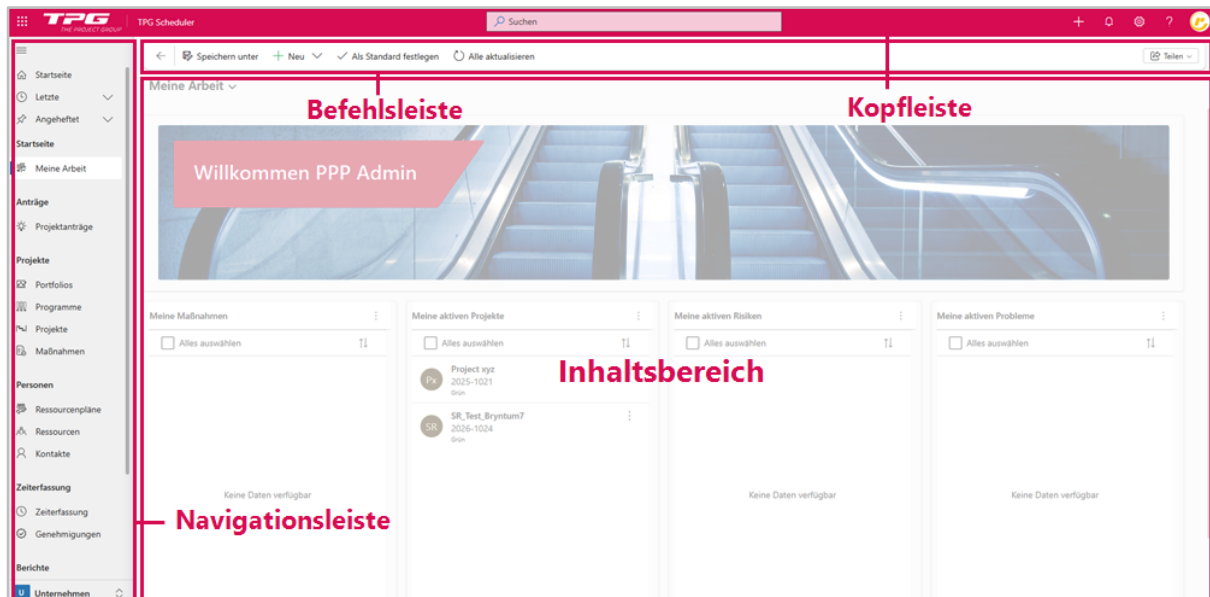 TPG
THE PROJECT GROUP
TPG Scheduler
Suchen
Speichern unter
Neu
Als Standard festlegen
Alle aktualisieren
Teilen
Befehlsleiste
Kopfleiste
Startseite
Letzte
Angeheftet
Startseite
Meine Arbeit
Anträge
Projektanträge
Projekte
Portfolios
Programme
Projekte
Maßnahmen
Personen
Ressourcenpläne
Ressourcen
Kontakte
Zeiterfassung
Zeiterfassung
Genehmigungen
Berichte
U Unternehmen
Navigationsleiste
Meine Arbeit
Willkommen PPP Admin
Inhaltsbereich
Meine Maßnahmen
Alles auswählen
Keine Daten verfügbar
Meine aktiven Projekte
Alles auswählen
Px
Project xyz
2025-1021
Grün
SR
SR_Test_Bryntum7
2026-1024
Grün
Meine aktiven Risiken
Alles auswählen
Keine Daten verfügbar
Meine aktiven Probleme
Alles auswählen
Keine Daten verfügbar